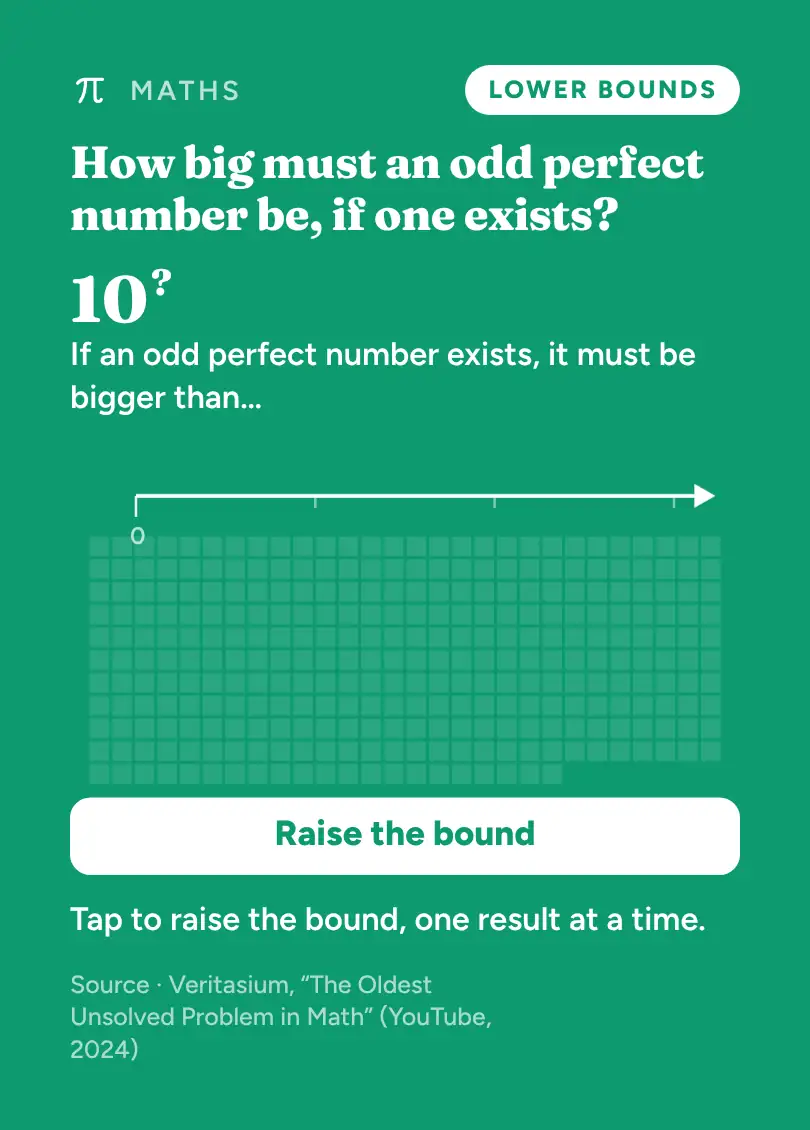 π MATHS
LOWER BOUNDS
How big must an odd perfect
number be, if one exists?
10?
If an odd perfect number exists, it must be
bigger than...
0
Raise the bound
Tap to raise the bound, one result at a time.
Source · Veritasium, “The Oldest
Unsolved Problem in Math” (YouTube,
2024)